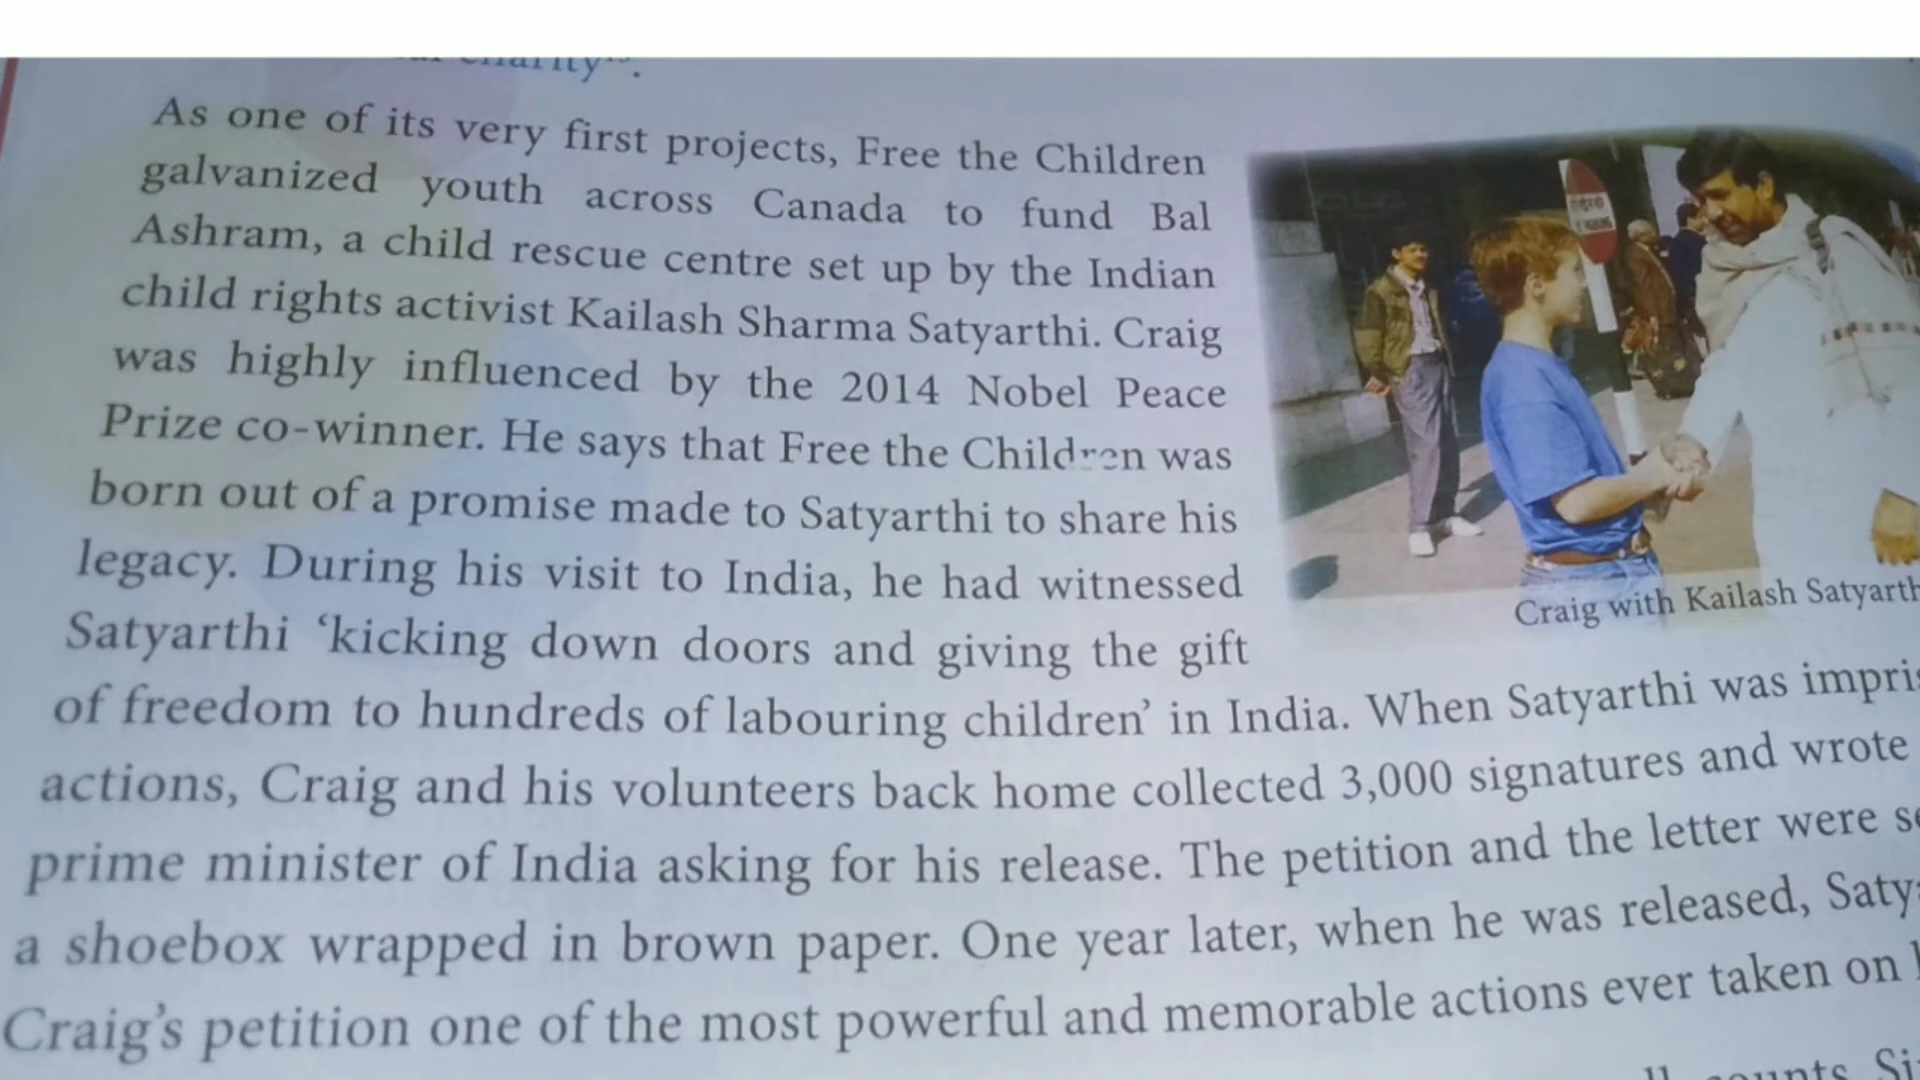 charity".
As one of its very first projects, Free the Children
galvanized youth across Canada to fund Bal
Ashram, a child rescue centre set up by the Indian
child rights activist Kailash Sharma Satyarthi. Craig
was highly influenced by the 2014 Nobel Peace
Prize co-winner. He says that Free the Children was
born out of a promise made to Satyarthi to share his
legacy. During his visit to India, he had witnessed
Satyarthi ‘kicking down doors and giving the gift
Craig with Kailash Satyarth
of freedom to hundreds of labouring children’ in India. When Satyarthi was impris
actions, Craig and his volunteers back home collected 3,000 signatures and wrote
prime minister of India asking for his release. The petition and the letter were se
a shoebox wrapped in brown paper. One year later, when he was released, Satya
Craig’s petition one of the most powerful and memorable actions ever taken on